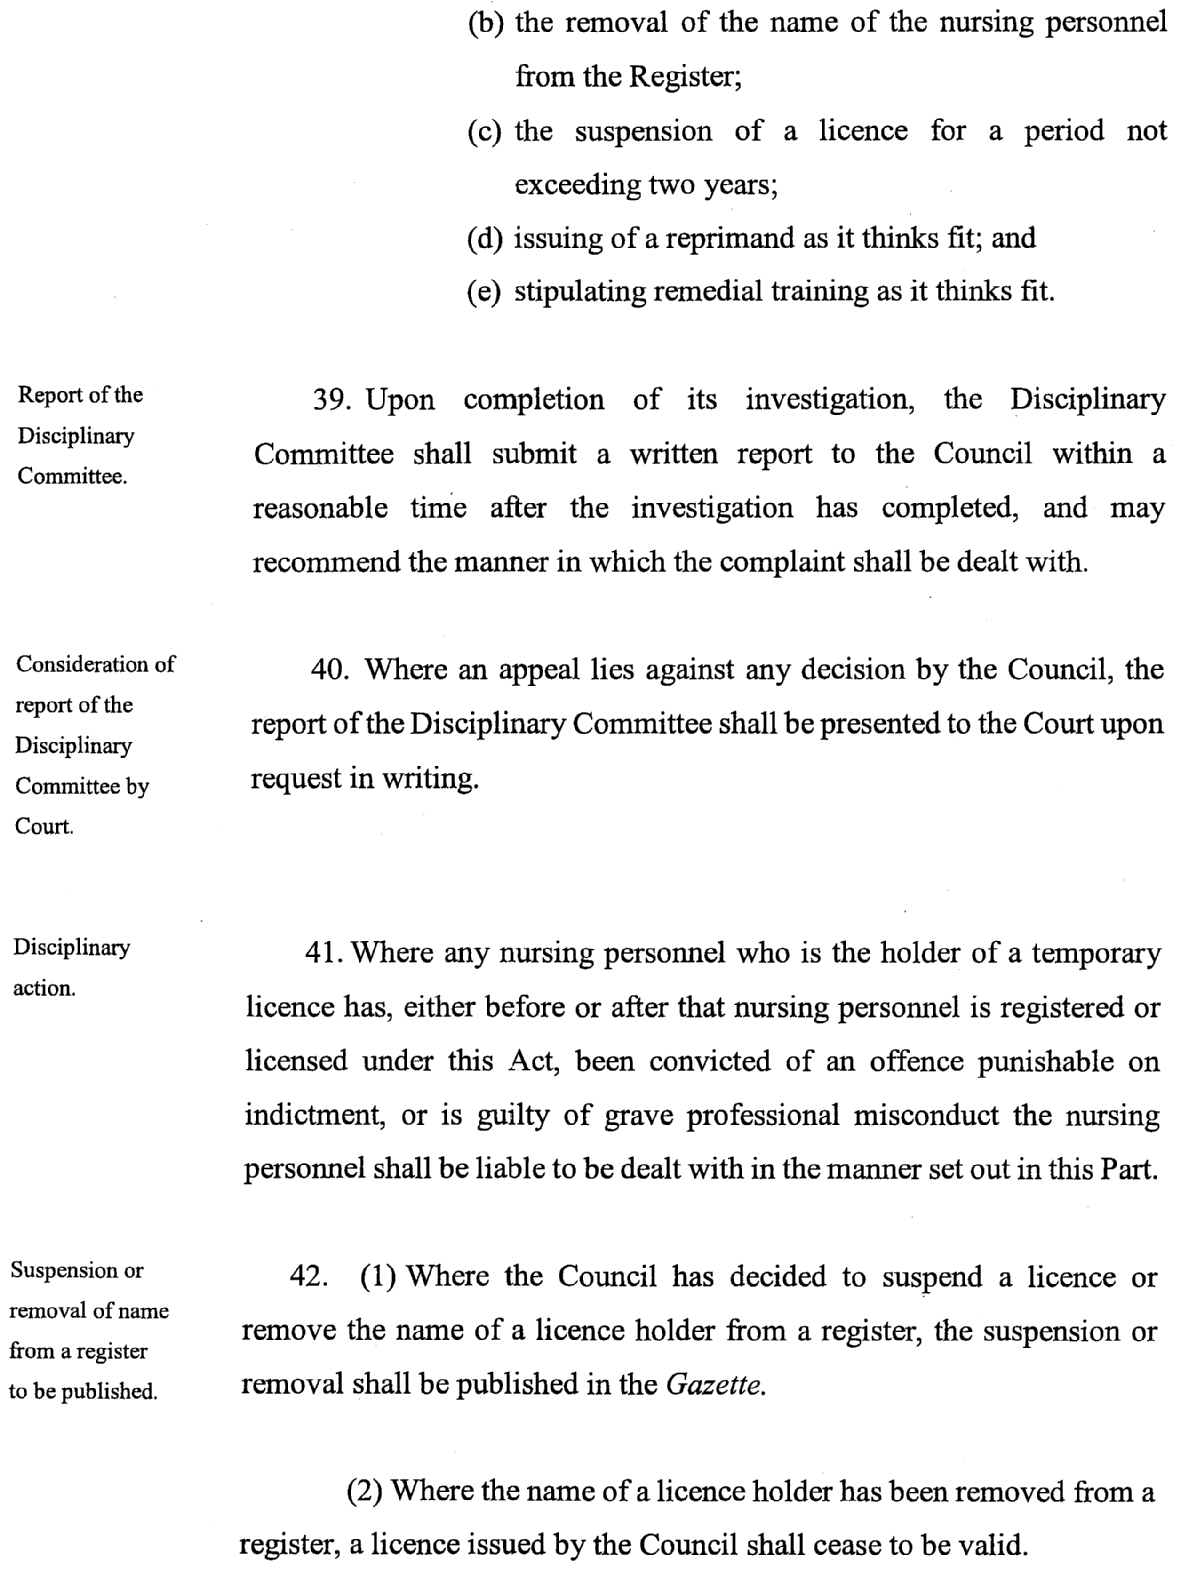 (b) the removal of the name of the nursing personnel
from the Register;
(c) the suspension of a licence for a period not
exceeding two years;
(d) issuing of a reprimand as it thinks fit; and
(e) stipulating remedial training as it thinks fit.
Report of the
Disciplinary
Committee.
39. Upon completion of its investigation, the Disciplinary
Committee shall submit a written report to the Council within a
reasonable time after the investigation has completed, and may
recommend the manner in which the complaint shall be dealt with.
Consideration of
report of the
Disciplinary
Committee by
Court.
40. Where an appeal lies against any decision by the Council, the
report of the Disciplinary Committee shall be presented to the Court upon
request in writing.
Disciplinary
action.
41. Where any nursing personnel who is the holder of a temporary
licence has, either before or after that nursing personnel is registered or
licensed under this Act, been convicted of an offence punishable on
indictment, or is guilty of grave professional misconduct the nursing
personnel shall be liable to be dealt with in the manner set out in this Part.
Suspension or
removal of name
from a register
to be published.
42. (1) Where the Council has decided to suspend a licence or
remove the name of a licence holder from a register, the suspension or
removal shall be published in the Gazette.
(2) Where the name of a licence holder has been removed from a
register, a licence issued by the Council shall cease to be valid.